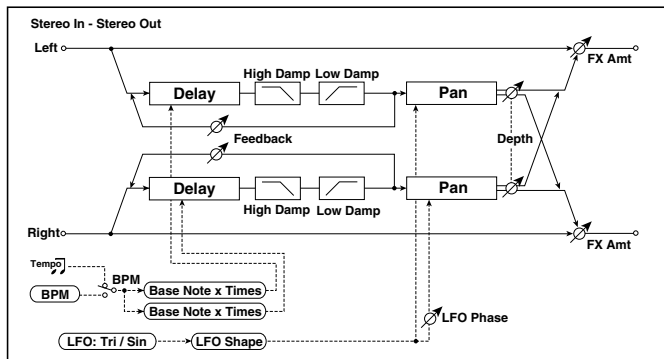 Stereo In - Stereo Out
Left
FX Amt
High Damp Low Damp
Delay
Pan
Feedback
Depth
Delay
Pan
High Damp Low Damp
Right
FX Amt
Tempo
BPM
BPM
Base Note x Times
Base Note x Times
LFO Phase
LFO: Tri / Sin
LFO Shape